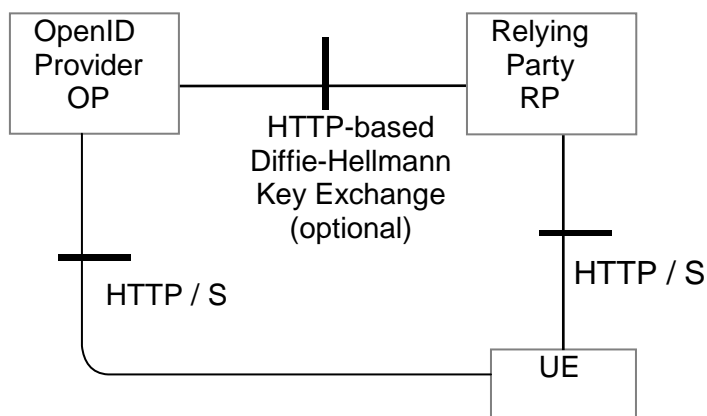 OpenID
Provider
OP
Relying
Party
RP
HTTP-based
Diffie-Hellmann
Key Exchange
(optional)
HTTP / S
HTTP / S
UE